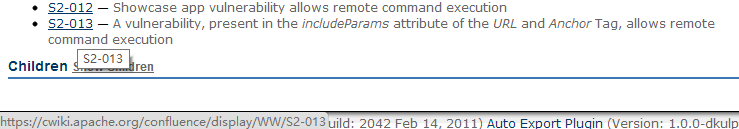 S2-012 — Showcase app vulnerability allows remote command execution
S2-013 — A vulnerability, present in the includeParams attribute of the URL and Anchor Tag, allows remote
command execution
S2-013
Children Show Children
https://cwiki.apache.org/confluence/display/WW/S2-013 uild: 2042 Feb 14, 2011) Auto Export Plugin (Version: 1.0.0-dkulp